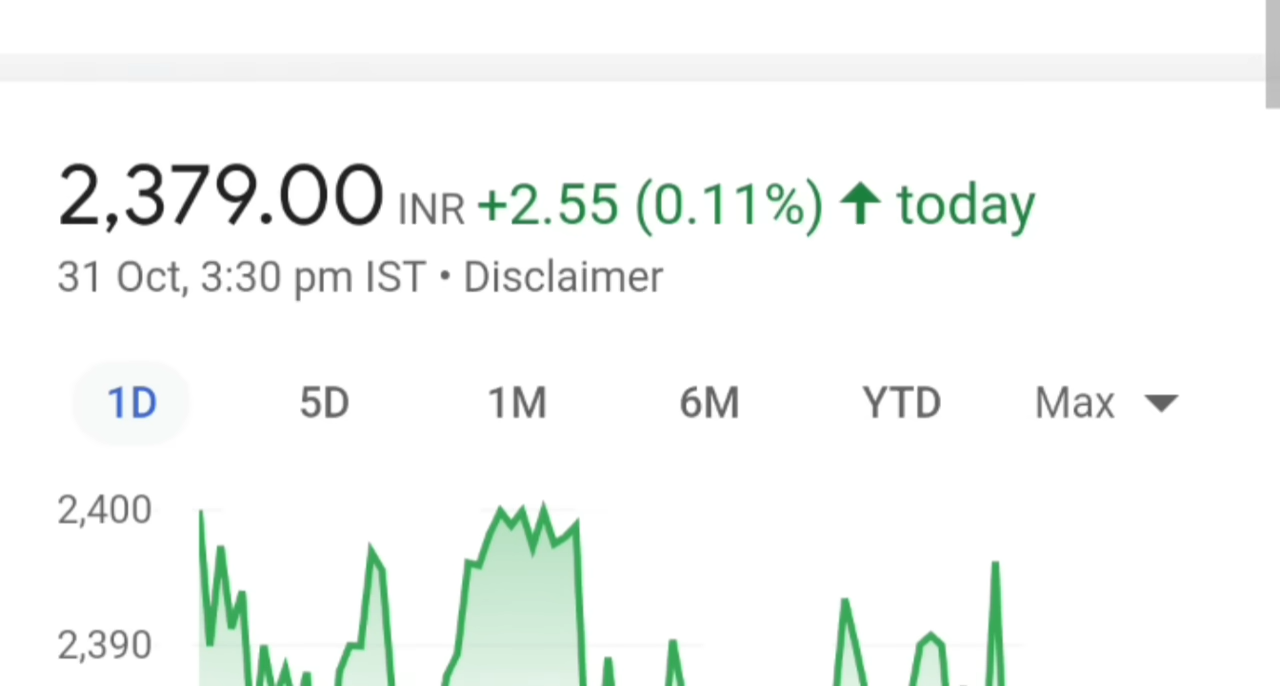 2,379.00 INR +2.55 (0.11%) ↑ today
31 Oct, 3:30 pm IST • Disclaimer
1D 5D 1M 6M YTD Max
2,400
2,390